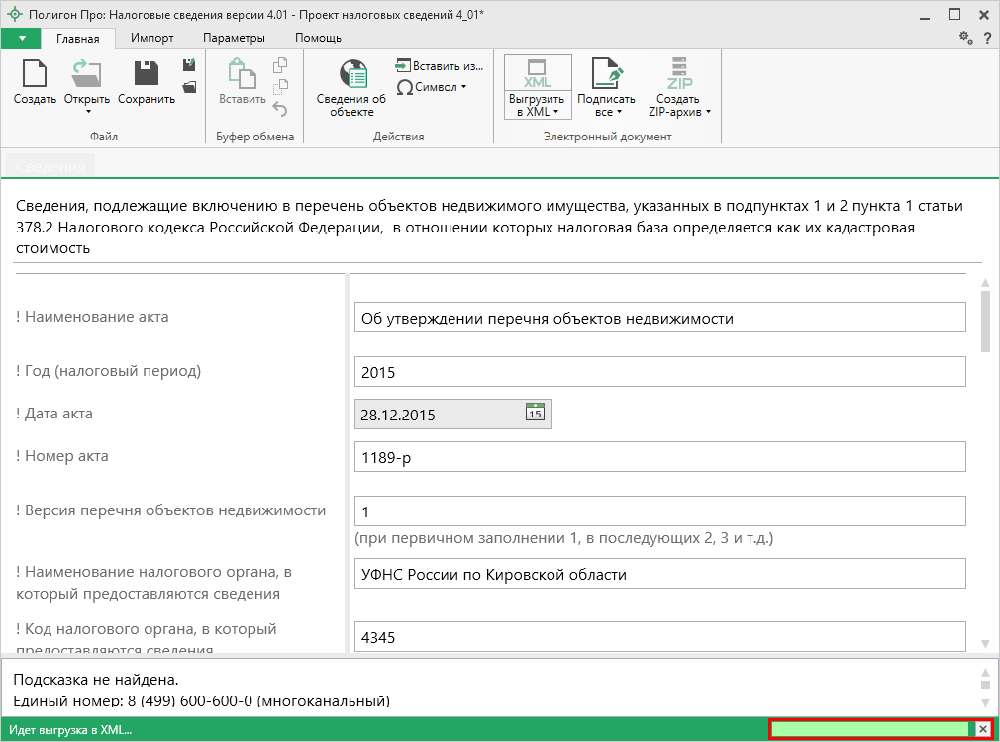 Полигон Про: Налоговые сведения версии 4.01 - Проект налоговых сведений 4_01*
Главная Импорт Параметры Помощь
?
Создать Открыть Сохранить
Вставить
Сведения об
объекте
Вставить из...
Символ
XML
Выгрузить
в XML
Подписать
все
ZIP
Создать
ZIP-архив
Файл Буфер обмена Действия Электронный документ
Сведения
Сведения, подлежащие включению в перечень объектов недвижимого имущества, указанных в подпунктах 1 и 2 пункта 1 статьи
378.2 Налогового кодекса Российской Федерации,  в отношении которых налоговая база определяется как их кадастровая
стоимость
! Наименование акта
Об утверждении перечня объектов недвижимости
! Год (налоговый период)
2015
! Дата акта
28.12.2015
15
! Номер акта
1189-р
! Версия перечня объектов недвижимости
1
(при первичном заполнении 1, в последующих 2, 3 и т.д.)
! Наименование налогового органа, в
который предоставляются сведения
УФНС России по Кировской области
! Код налогового органа, в который
предоставляются сведения
4345
Подсказка не найдена.
Единый номер: 8 (499) 600-600-0 (многоканальный)
Идет выгрузка в XML...